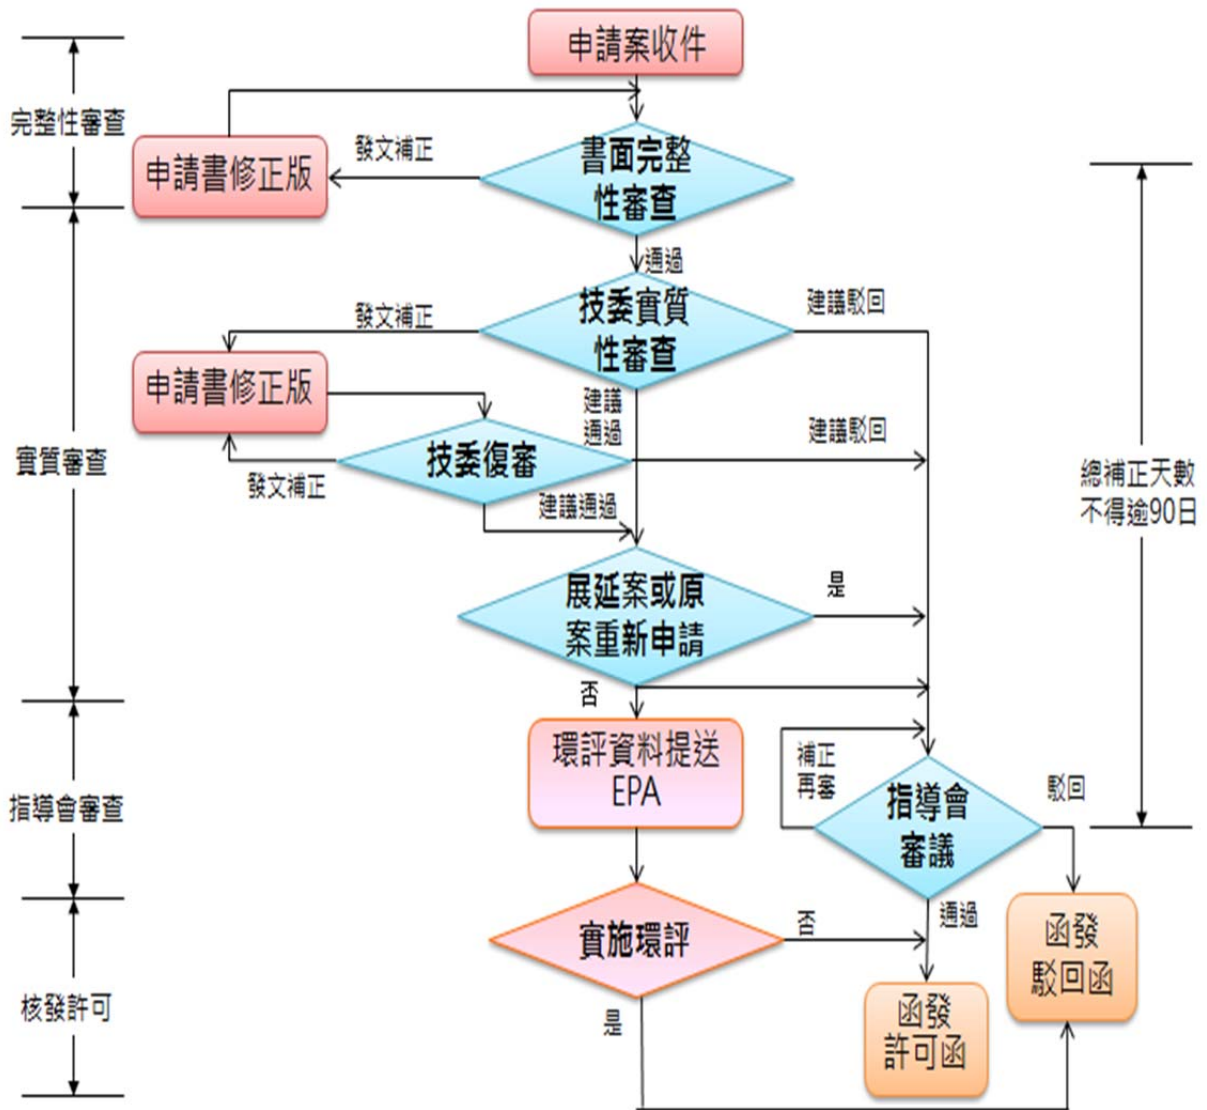 申請案收件
完整性審查
發文補正
申請書修正版
書面完整
性審查
通過
技委實質
性審查
建議駁回
發文補正
申請書修正版
建議
通過
建議駁回
技委復審
實質審查
發文補正
建議通過
總補正天數
不得逾90日
展延案或原
案重新申請
是
否
環評資料提送
EPA
補正
再審
駁回
指導會
審議
指導會審查
通過
實施環評
否
函發
駁回函
核發許可
是
函發
許可函